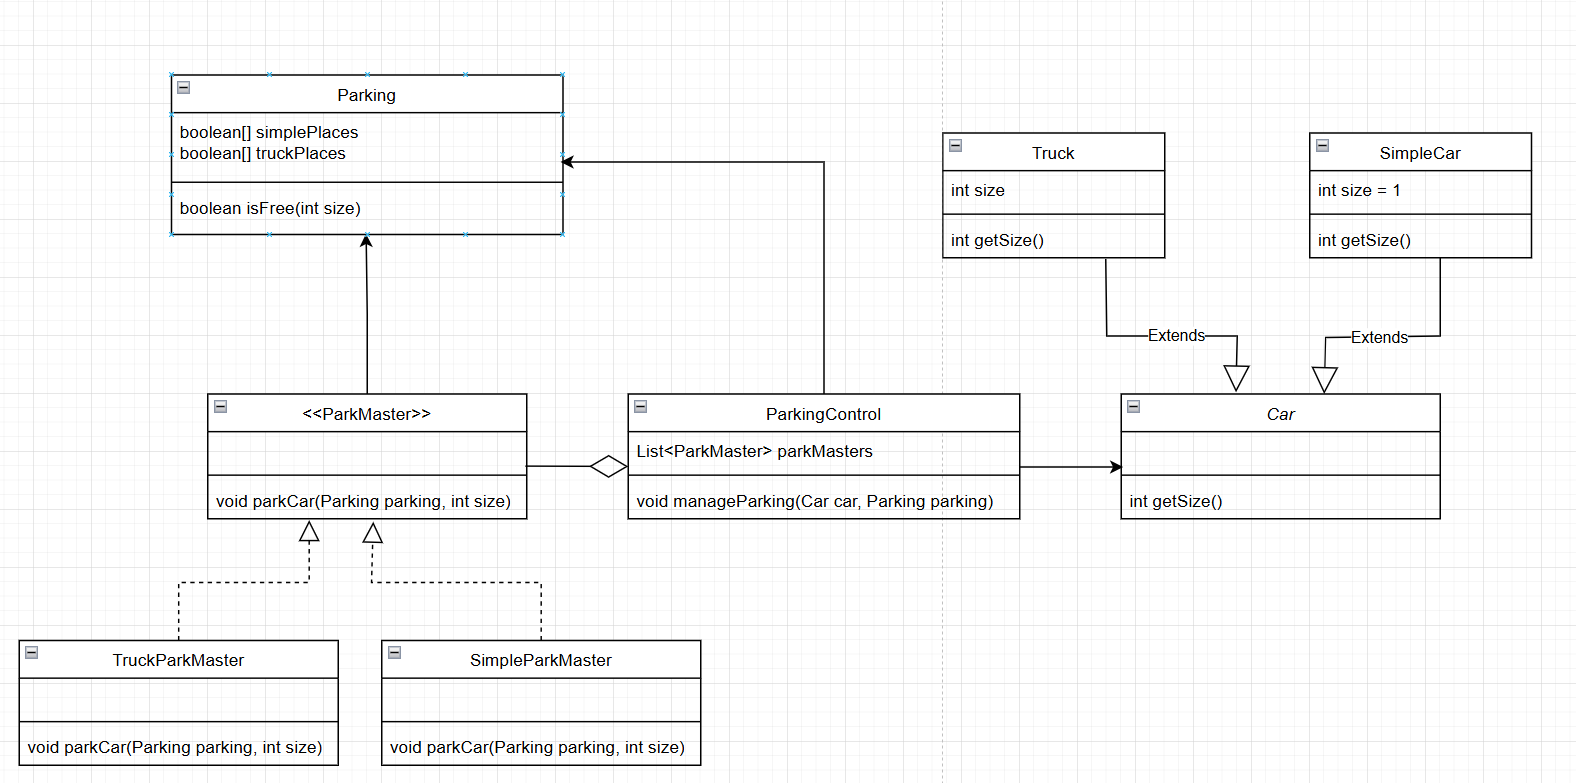 Parking
boolean[] simplePlaces
boolean[] truckPlaces
boolean isFree(int size)
Truck
int size
int getSize()
SimpleCar
int size = 1
int getSize()
Extends
Extends
<<ParkMaster>>
void parkCar(Parking parking, int size)
ParkingControl
List<ParkMaster> parkMasters
void manageParking(Car car, Parking parking)
Car
int getSize()
TruckParkMaster
void parkCar(Parking parking, int size)
SimpleParkMaster
void parkCar(Parking parking, int size)